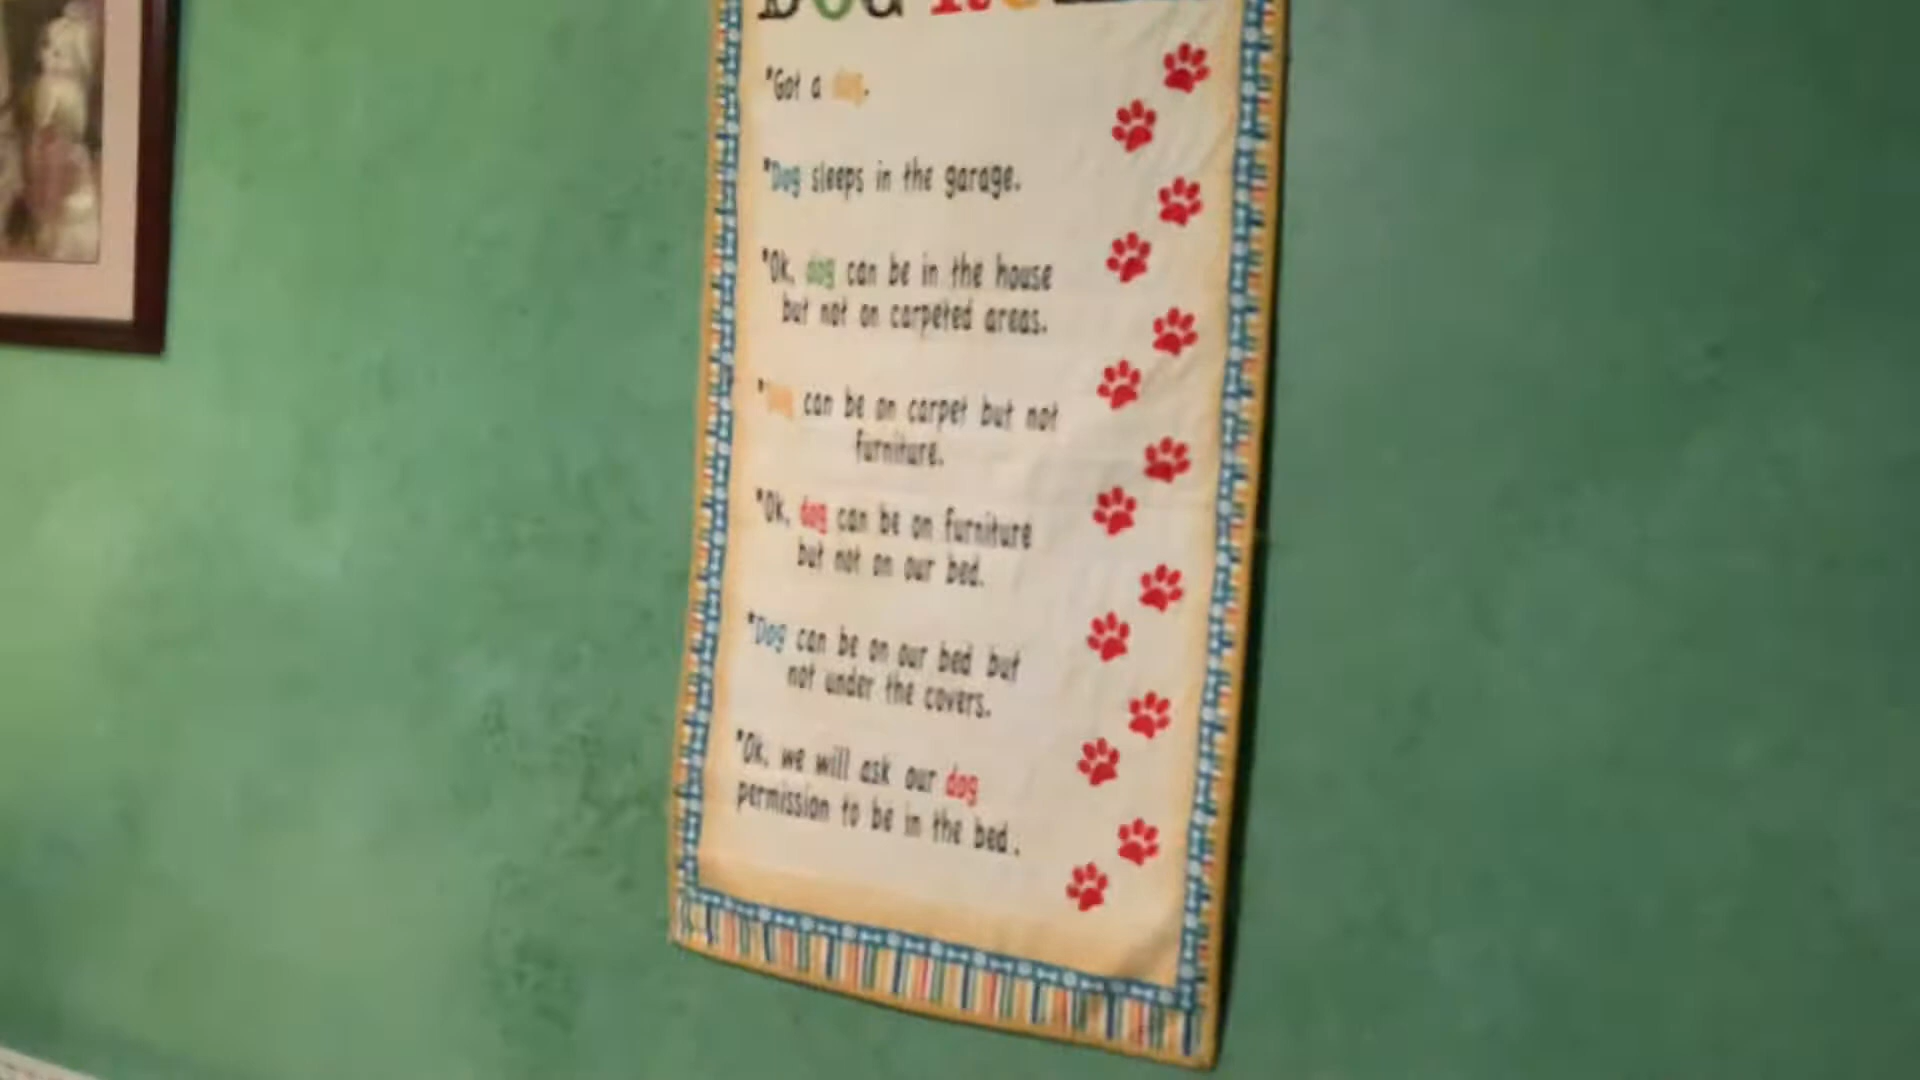 DOG
*Got a dog.
*Dog sleeps in the garage.
*Ok, dog can be in the house
but not on carpeted areas.
*Dog can be on carpet but not
furniture.
*Ok, dog can be on furniture
but not on our bed.
*Dog can be on our bed but
not under the covers.
*Ok, we will ask our dog
permission to be in the bed.